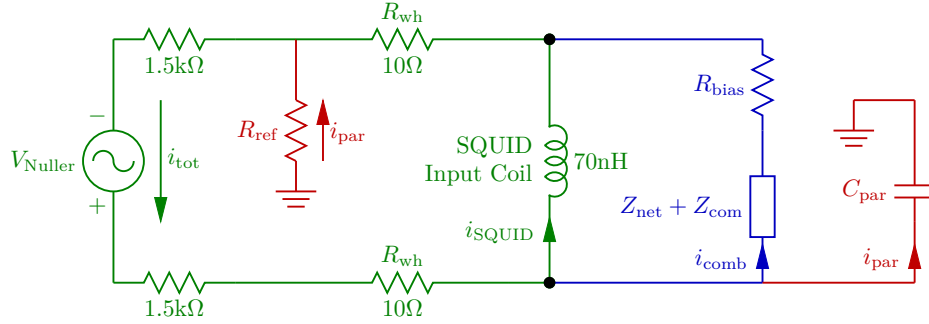 R_wh
1.5kΩ
10Ω
−
V_Nuller
+
i_tot
R_ref
i_par
SQUID
Input Coil
70nH
i_SQUID
R_bias
Z_net + Z_com
i_comb
C_par
i_par
R_wh
1.5kΩ
10Ω